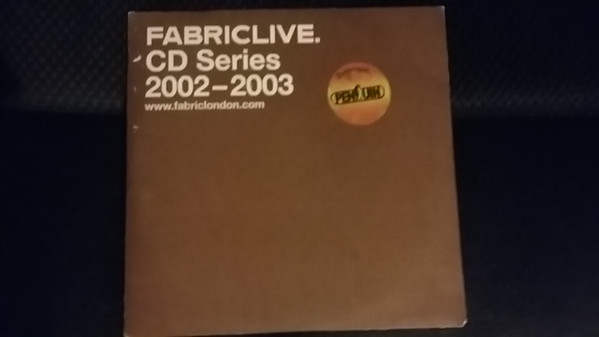 FABRICLIVE.
CD Series
2002–2003
www.fabriclondon.com